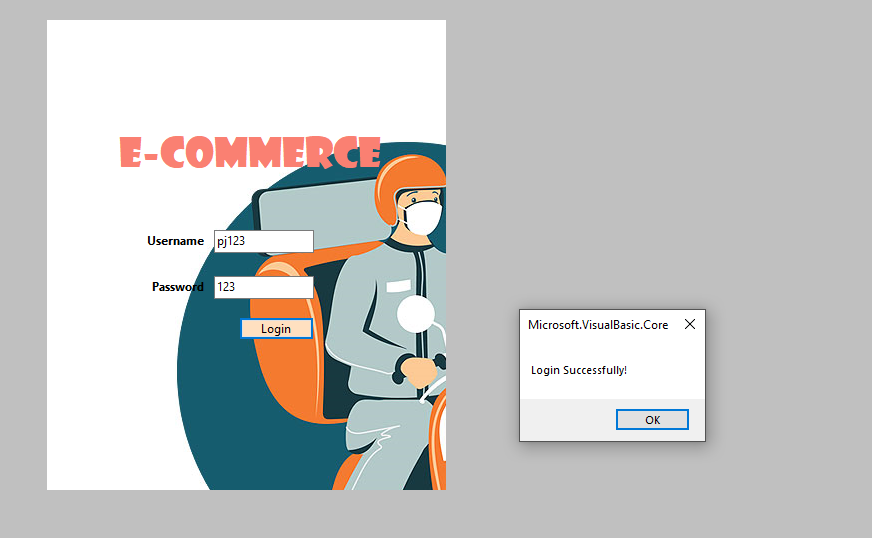 E-COMMERCE
Username pj123
Password 123
Login
Microsoft.VisualBasic.Core
Login Successfully!
OK